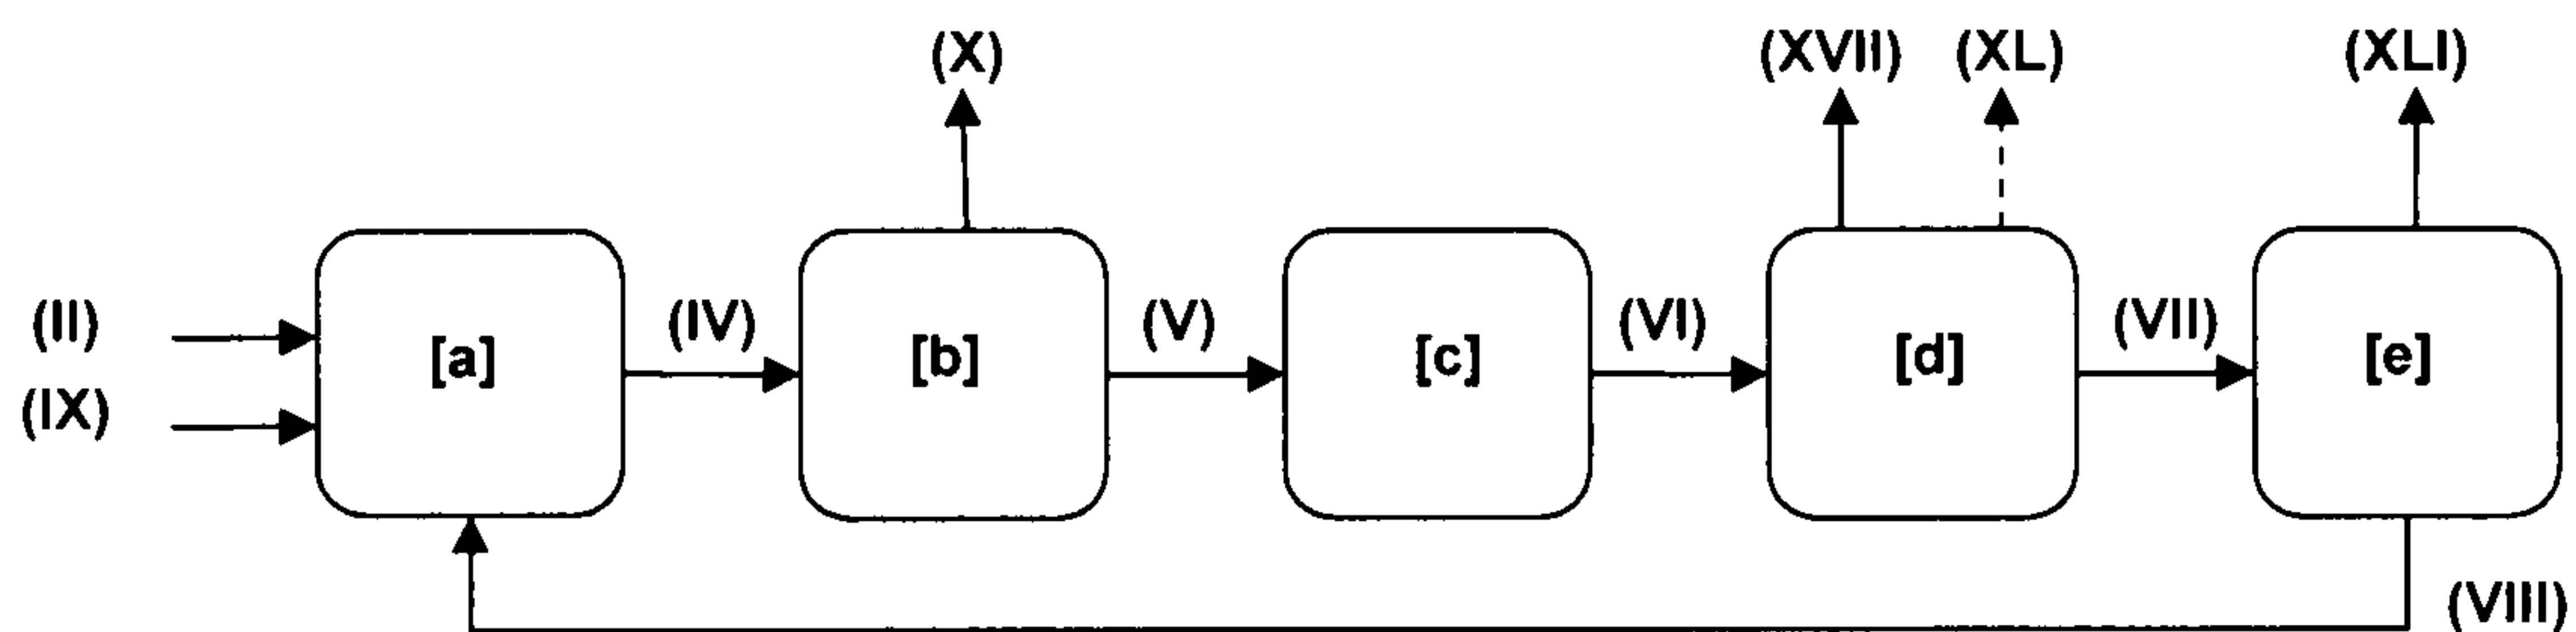 (X) (XVII) (XL) (XLI)
(II) (IV) (V) (VI) (VII)
[a] [b] [c] [d] [e]
(IX)
(VIII)